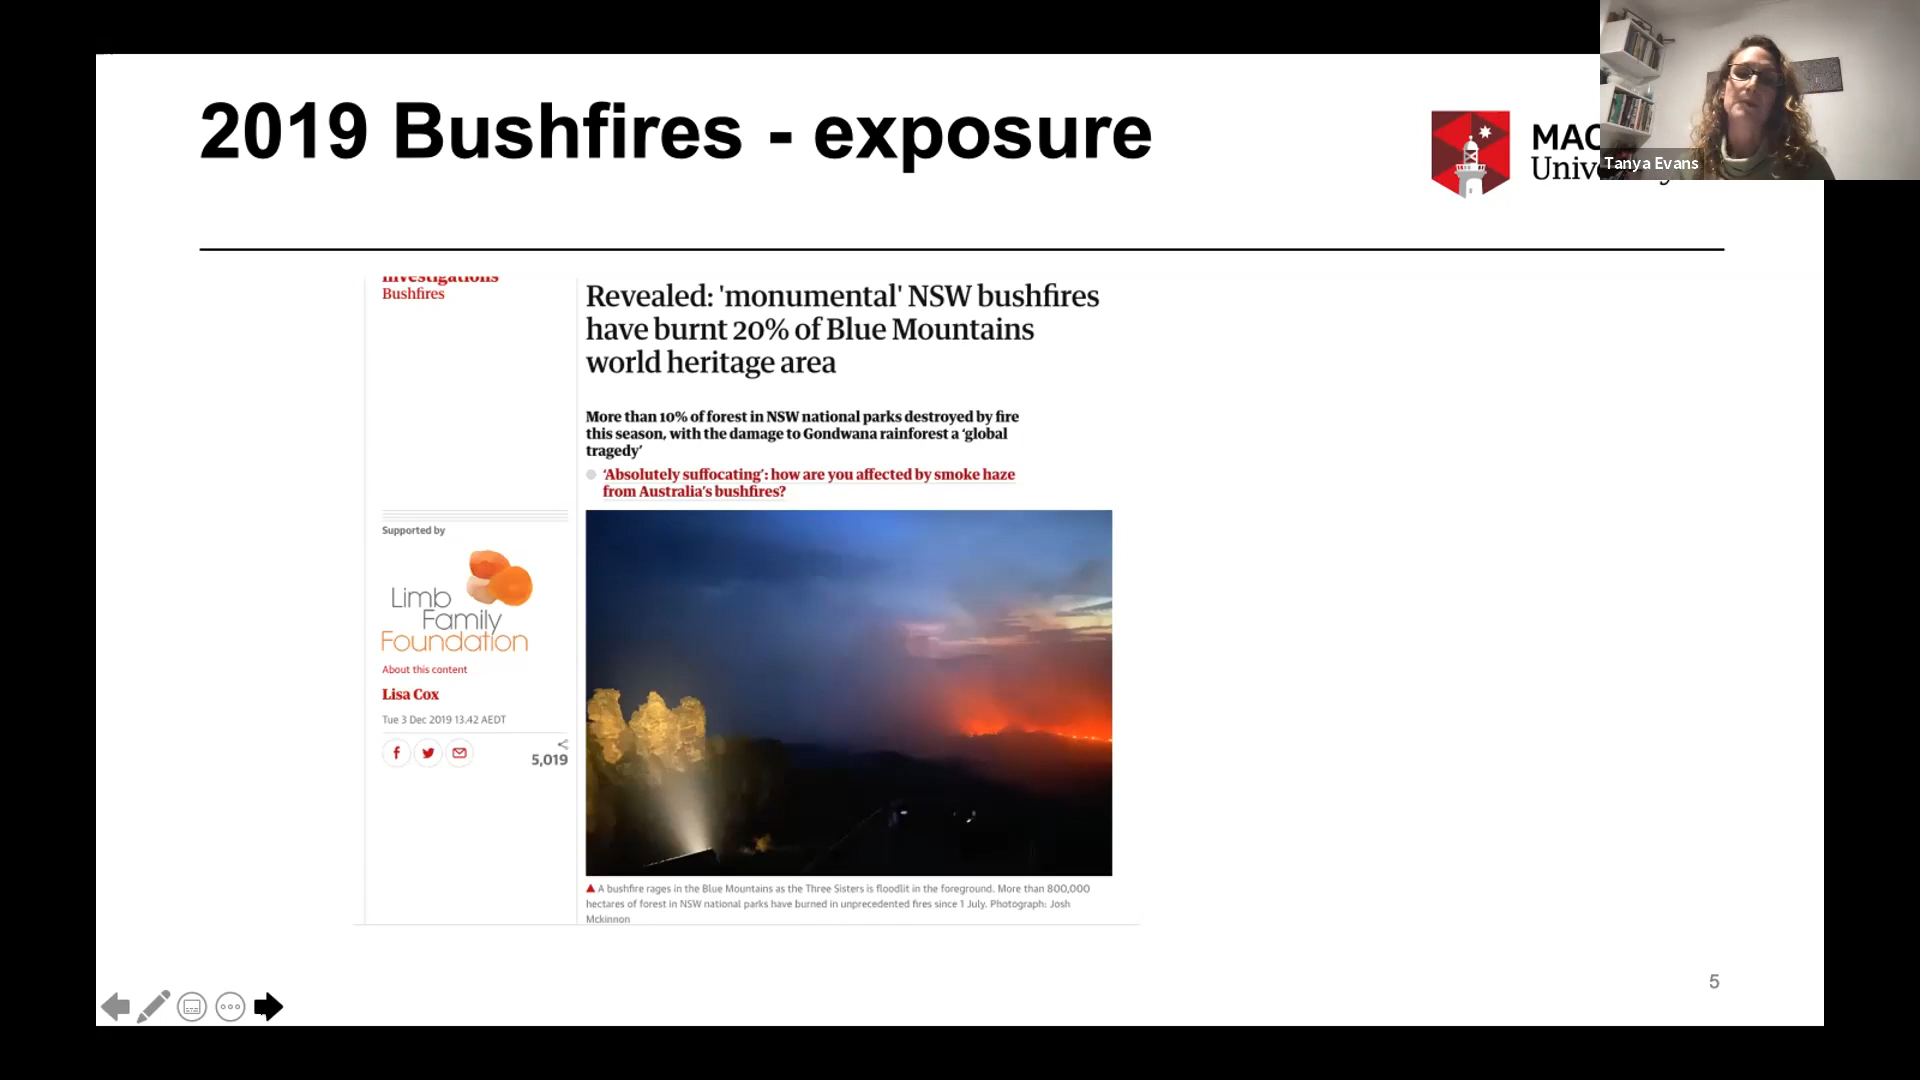 2019 Bushfires - exposure
MAC
Univ
Tanya Evans
Investigations
Bushfires
Revealed: 'monumental' NSW bushfires
have burnt 20% of Blue Mountains
world heritage area
More than 10% of forest in NSW national parks destroyed by fire
this season, with the damage to Gondwana rainforest a ‘global
tragedy’
‘Absolutely suffocating’: how are you affected by smoke haze
from Australia’s bushfires?
Supported by
Limb
Family
Foundation
About this content
Lisa Cox
Tue 3 Dec 2019 13.42 AEDT
5,019
A bushfire rages in the Blue Mountains as the Three Sisters is floodlit in the foreground. More than 800,000
hectares of forest in NSW national parks have burned in unprecedented fires since 1 July. Photograph: Josh
Mckinnon
5